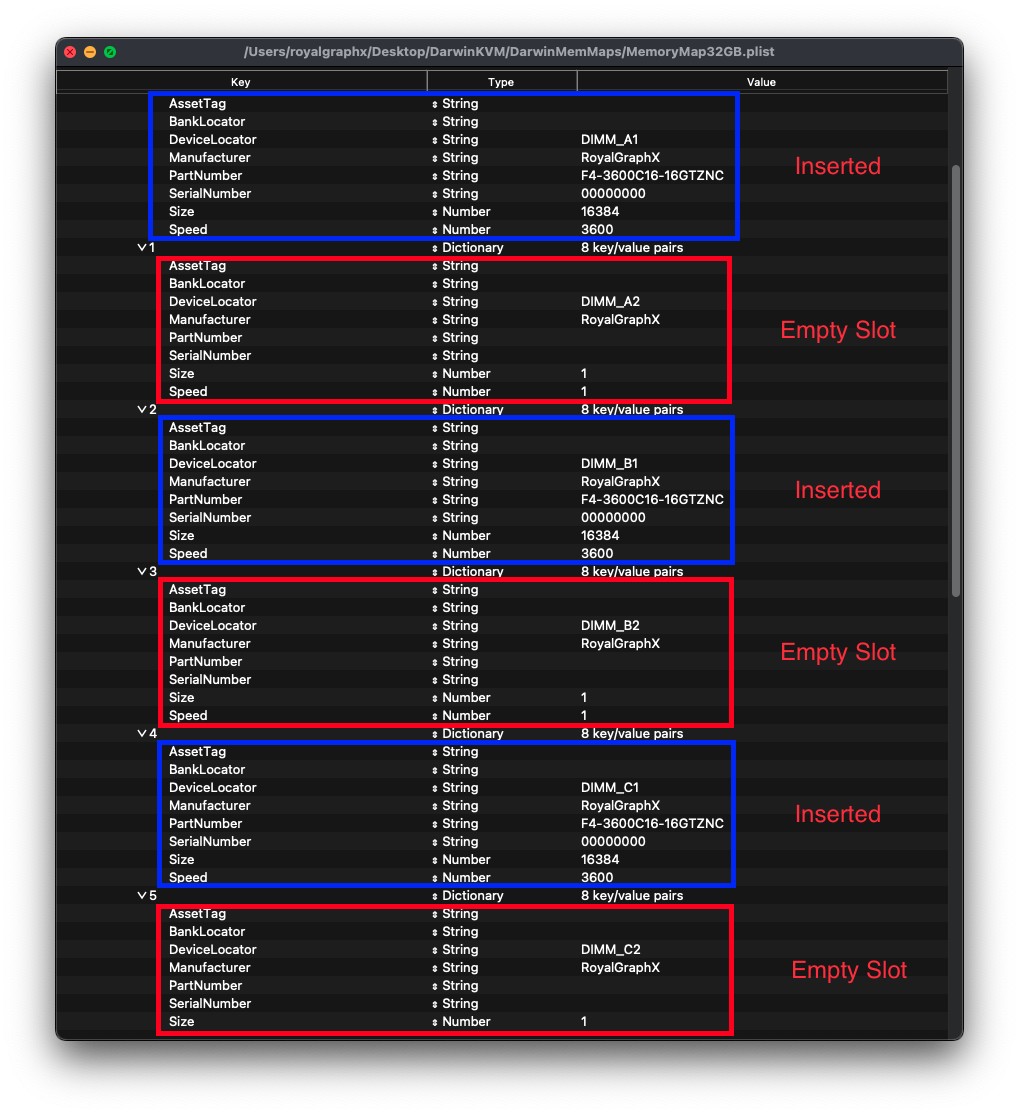 /Users/royalgraphx/Desktop/DarwinKVM/DarwinMemMaps/MemoryMap32GB.plist
Key Type Value
AssetTag String
BankLocator String
DeviceLocator String DIMM_A1
Manufacturer String RoyalGraphX
PartNumber String F4-3600C16-16GTZNC
SerialNumber String 00000000
Size Number 16384
Speed Number 3600
Inserted
1 Dictionary 8 key/value pairs
AssetTag String
BankLocator String
DeviceLocator String DIMM_A2
Manufacturer String RoyalGraphX
PartNumber String
SerialNumber String
Size Number 1
Speed Number 1
Empty Slot
2 Dictionary 8 key/value pairs
AssetTag String
BankLocator String
DeviceLocator String DIMM_B1
Manufacturer String RoyalGraphX
PartNumber String F4-3600C16-16GTZNC
SerialNumber String 00000000
Size Number 16384
Speed Number 3600
Inserted
3 Dictionary 8 key/value pairs
AssetTag String
BankLocator String
DeviceLocator String DIMM_B2
Manufacturer String RoyalGraphX
PartNumber String
SerialNumber String
Size Number 1
Speed Number 1
Empty Slot
4 Dictionary 8 key/value pairs
AssetTag String
BankLocator String
DeviceLocator String DIMM_C1
Manufacturer String RoyalGraphX
PartNumber String F4-3600C16-16GTZNC
SerialNumber String 00000000
Size Number 16384
Speed Number 3600
Inserted
5 Dictionary 8 key/value pairs
AssetTag String
BankLocator String
DeviceLocator String DIMM_C2
Manufacturer String RoyalGraphX
PartNumber String
SerialNumber String
Size Number 1
Empty Slot